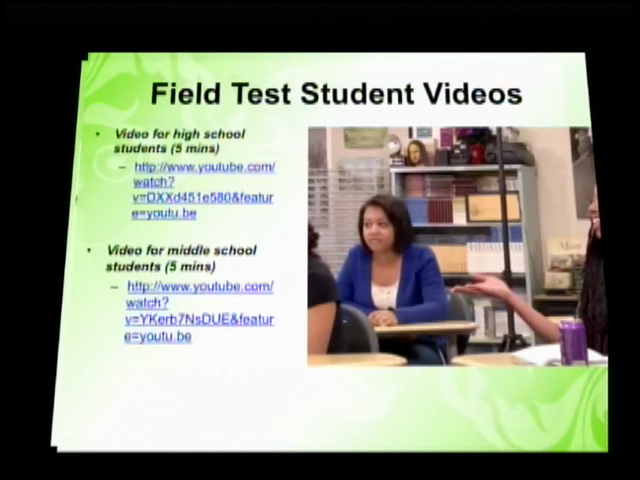 Field Test Student Videos
• Video for high school
students (5 mins)
– http://www.youtube.com/
watch?
v=DXXd451e580&featur
e=youtu.be
• Video for middle school
students (5 mins)
– http://www.youtube.com/
watch?
v=YKerb7NsDUE&featur
e=youtu.be